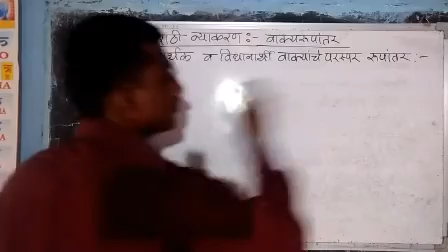 ठी व्याकरण :- वाक्यरूपांतर
र्थक व विधानार्थी वाक्यांचे परस्पर रूपांतर :-